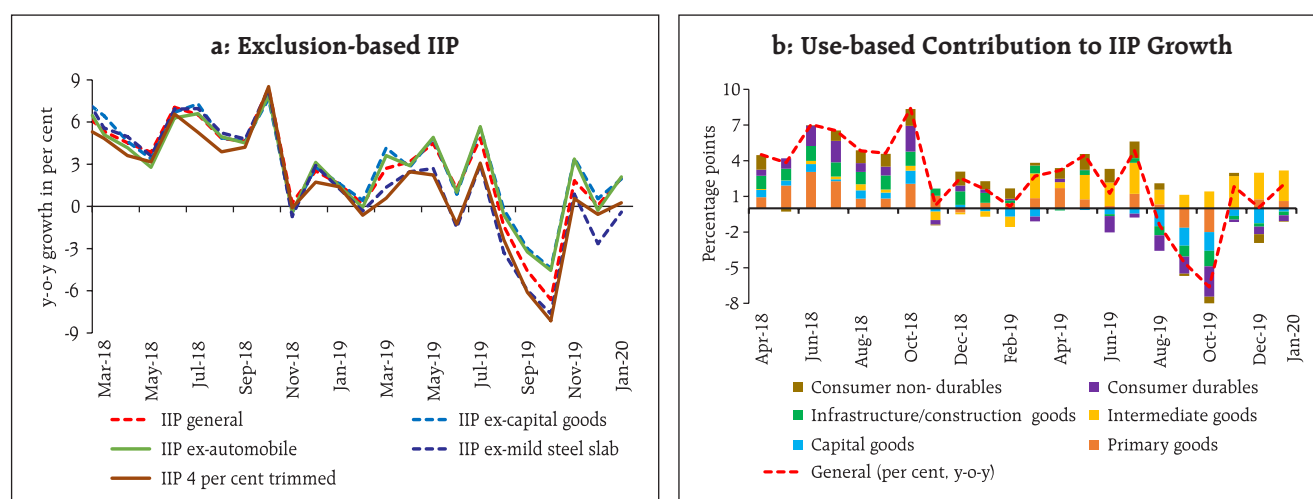 a: Exclusion-based IIP
y-o-y growth in per cent
9
6
3
0
-3
-6
-9
Mar-18
May-18
Jul-18
Sep-18
Nov-18
Jan-19
Mar-19
May-19
Jul-19
Sep-19
Nov-19
Jan-20
IIP general
IIP ex-capital goods
IIP ex-automobile
IIP ex-mild steel slab
IIP 4 per cent trimmed
b: Use-based Contribution to IIP Growth
Percentage points
10
7
4
1
-2
-5
-8
Apr-18
Jun-18
Aug-18
Oct-18
Dec-18
Feb-19
Apr-19
Jun-19
Aug-19
Oct-19
Dec-19
Jan-20
Consumer non- durables
Consumer durables
Infrastructure/construction goods
Intermediate goods
Capital goods
Primary goods
General (per cent, y-o-y)